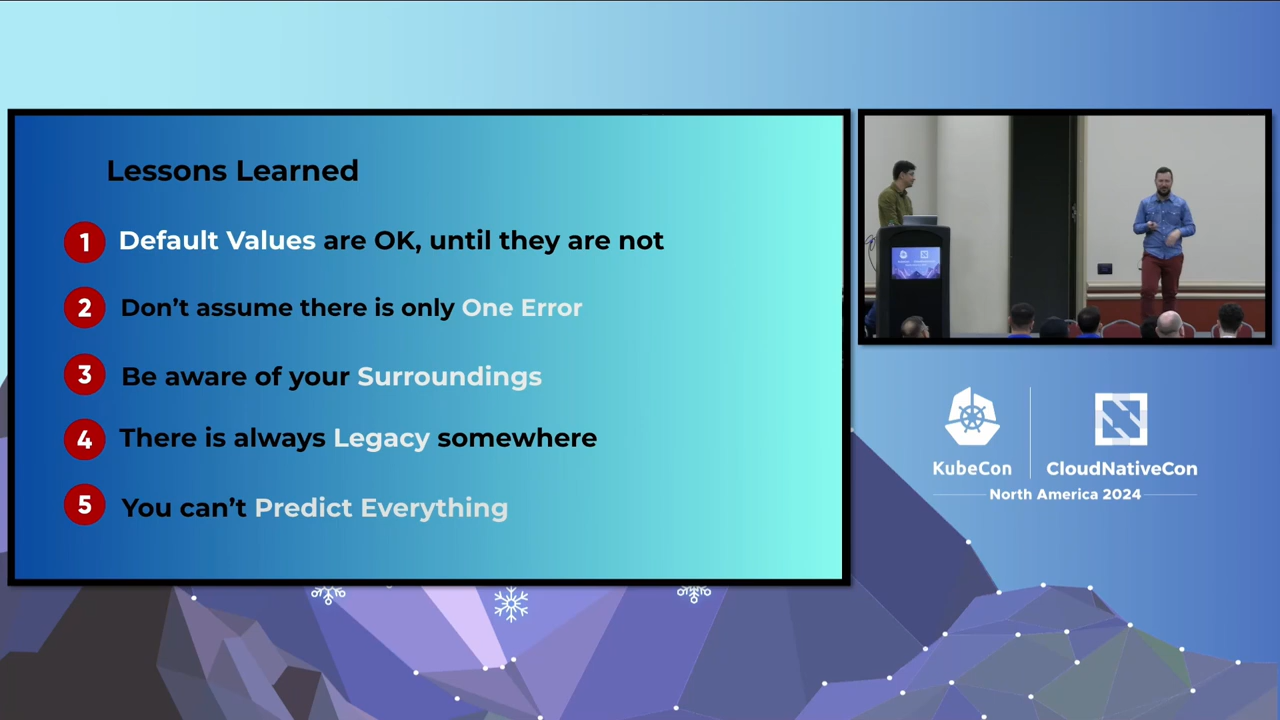 Lessons Learned
1 Default Values are OK, until they are not
2 Don't assume there is only One Error
3 Be aware of your Surroundings
4 There is always Legacy somewhere
5 You can't Predict Everything
KubeCon
CloudNativeCon
North America 2024